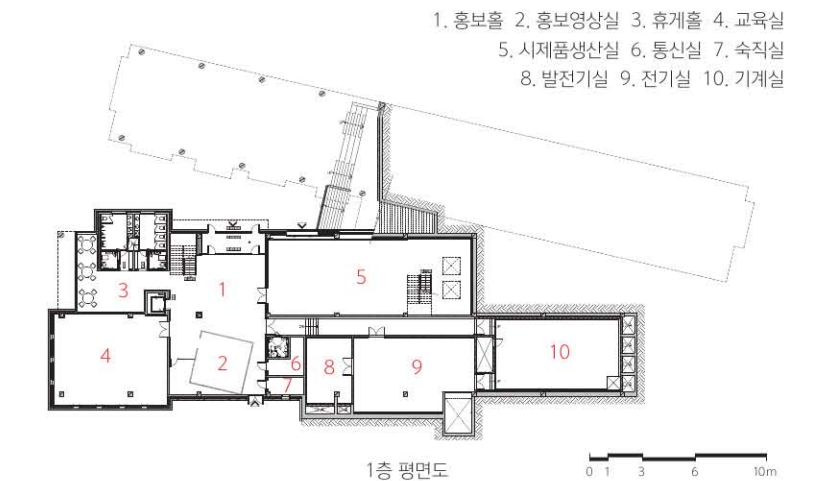 1. 홍보홀 2. 홍보영상실 3. 휴게홀 4. 교육실
5. 시제품생산실 6. 통신실 7. 숙직실
8. 발전기실 9. 전기실 10. 기계실
1
5
3
2
4
6
7
8
9
10
1층 평면도
0 1 3 6 10m